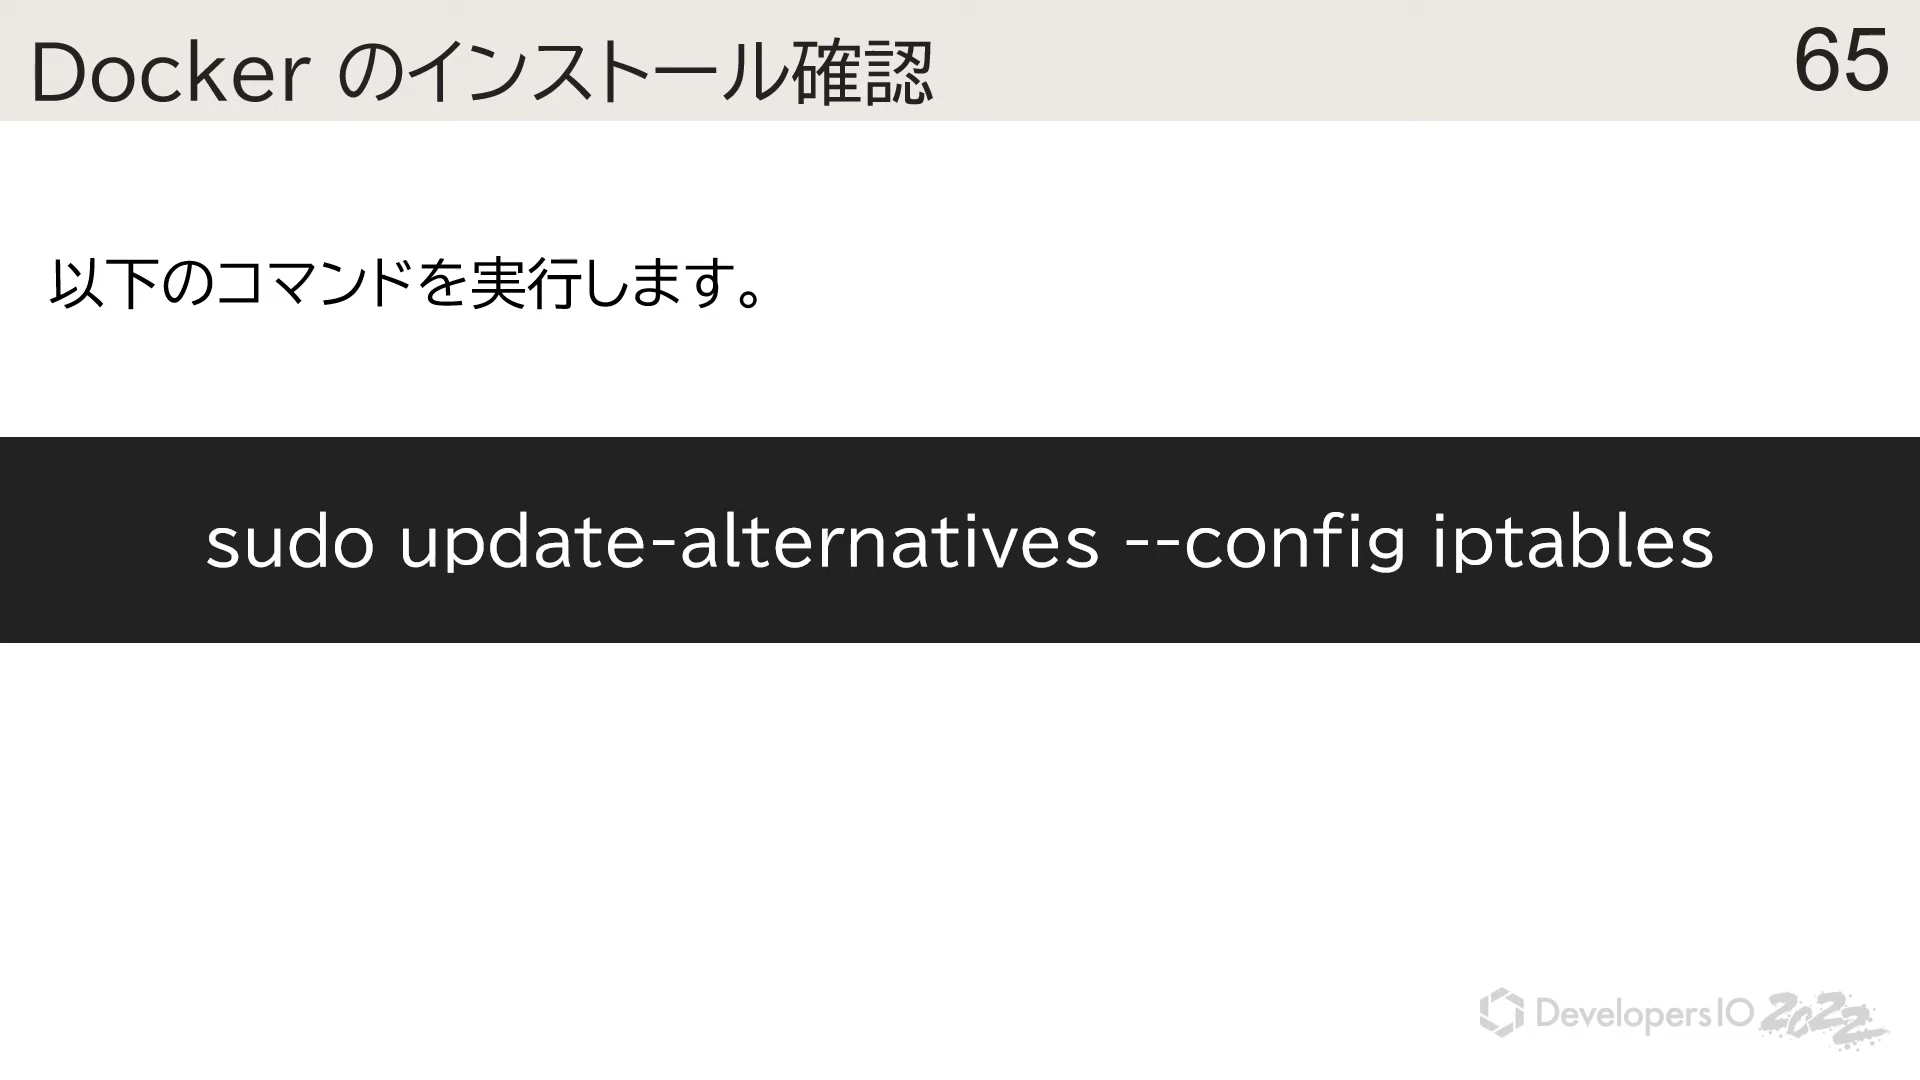 Docker のインストール確認
65
以下のコマンドを実行します。
sudo update-alternatives --config iptables
DevelopersIO 2022